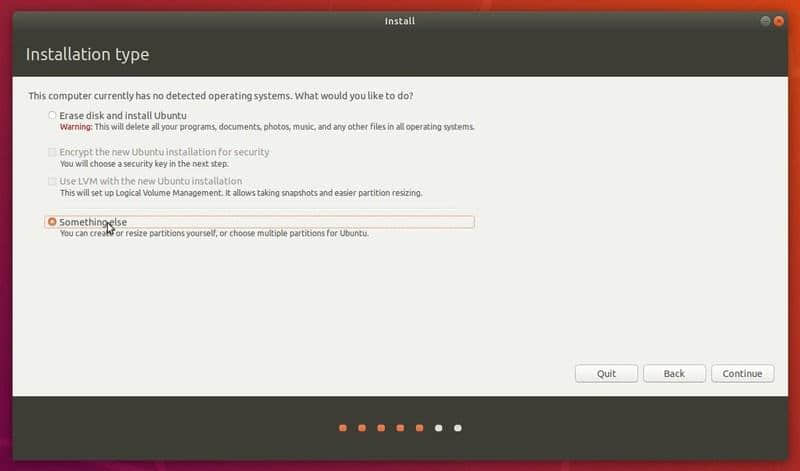 Install
Installation type
This computer currently has no detected operating systems. What would you like to do?
Erase disk and install Ubuntu
Warning: This will delete all your programs, documents, photos, music, and any other files in all operating systems.
Encrypt the new Ubuntu installation for security
You will choose a security key in the next step.
Use LVM with the new Ubuntu installation
This will set up Logical Volume Management. It allows taking snapshots and easier partition resizing.
Something else
You can create or resize partitions yourself, or choose multiple partitions for Ubuntu.
Quit Back Continue